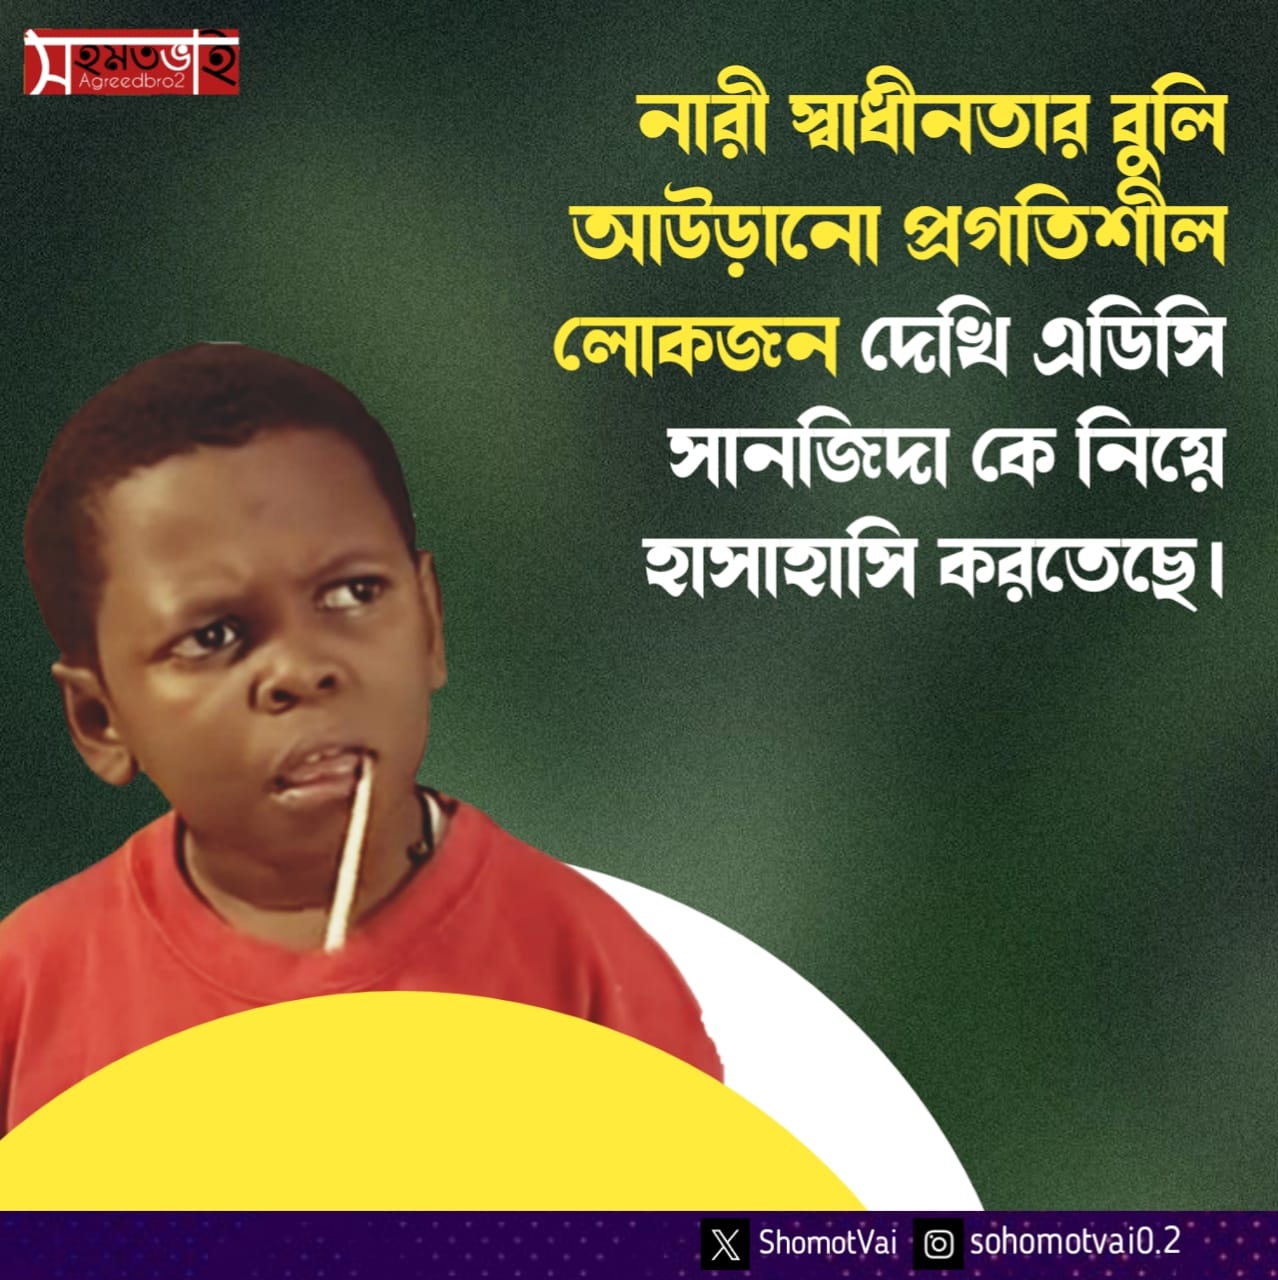 সহমতভাই
Agreedbro2
নারী স্বাধীনতার বুলি
আউড়ানো প্রগতিশীল
লোকজন দেখি এডিসি
সানজিদা কে নিয়ে
হাসাহাসি করতেছে।
X ShomotVai sohomotvai0.2